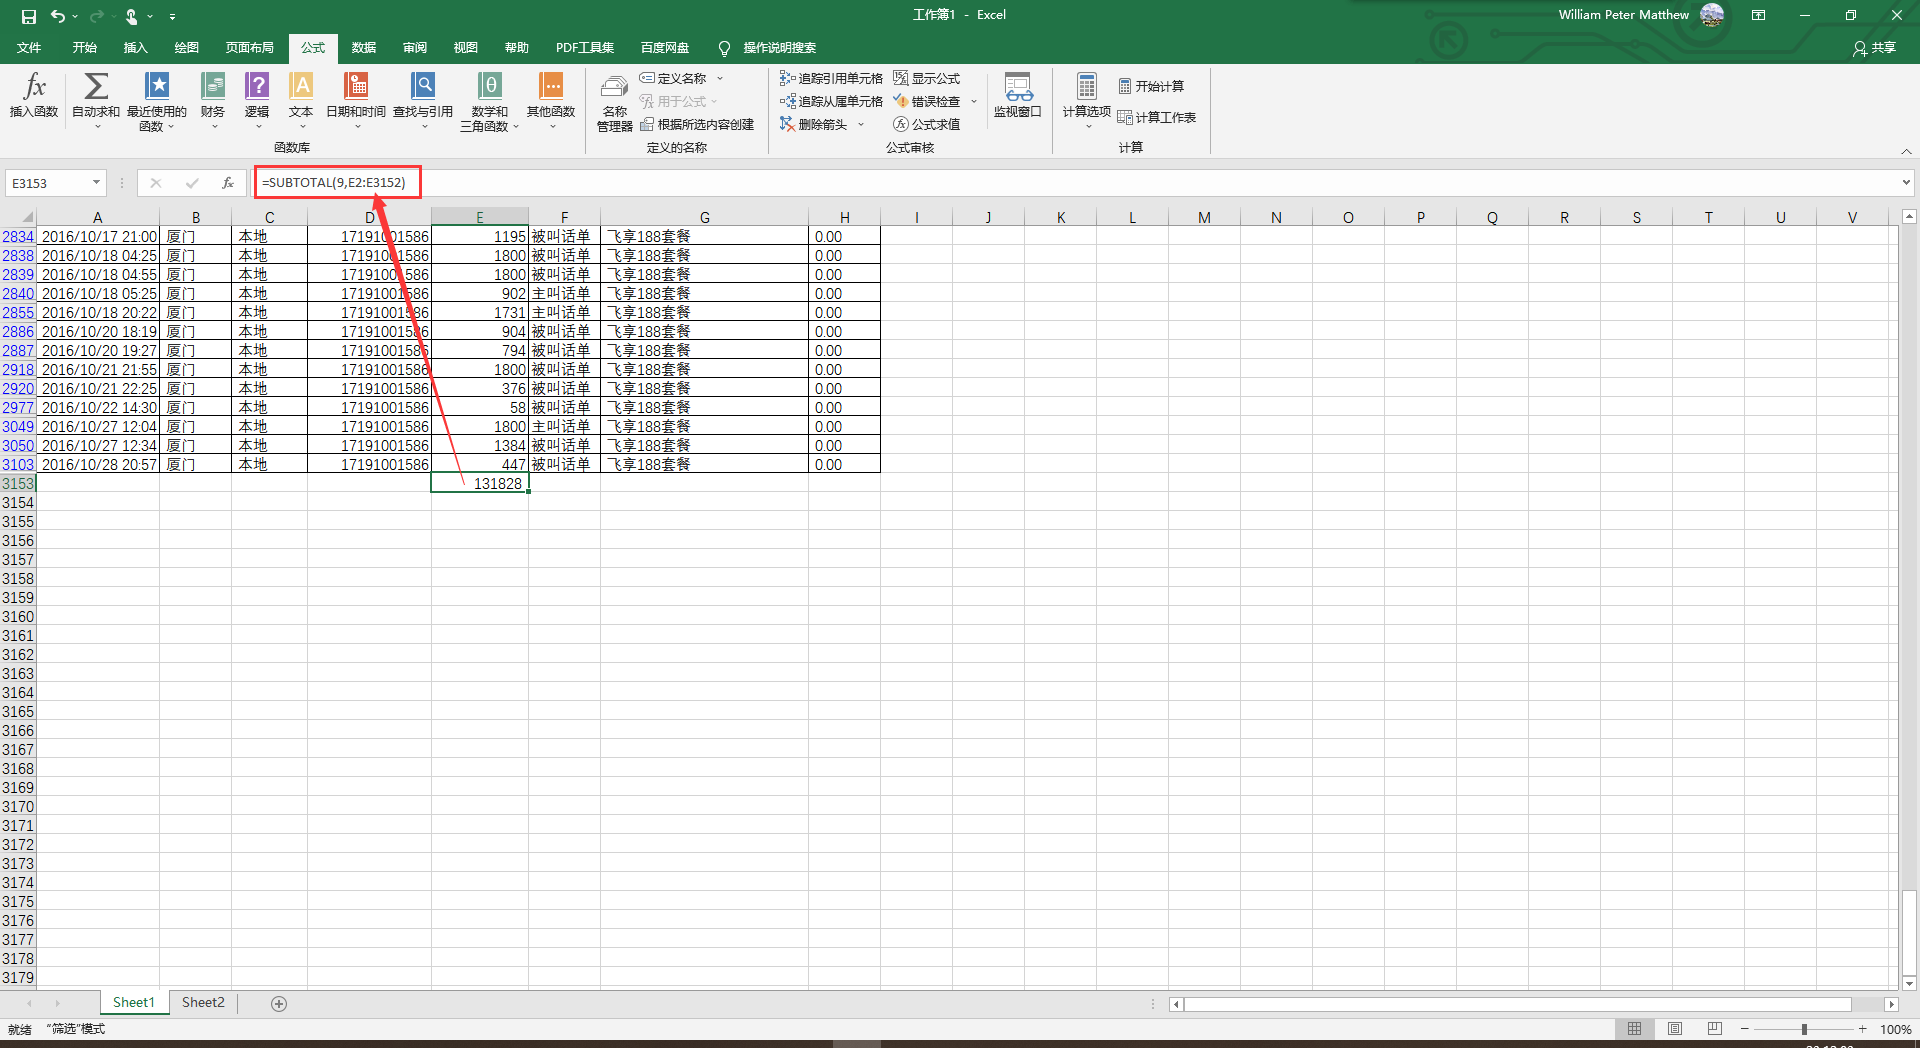 工作簿1 - Excel
William Peter Matthew
文件 开始 插入 绘图 页面布局 公式 数据 审阅 视图 帮助 PDF工具集 百度网盘 操作说明搜索 共享
fx 插入函数
自动求和
最近使用的函数
财务
逻辑
文本
日期和时间
查找与引用
数学和三角函数
其他函数
函数库
名称管理器
定义名称
用于公式
根据所选内容创建
定义的名称
追踪引用单元格
追踪从属单元格
删除箭头
显示公式
错误检查
公式求值
监视窗口
公式审核
计算选项
开始计算
计算工作表
计算
E3153 fx =SUBTOTAL(9,E2:E3152)
A B C D E F G H I J K L M N O P Q R S T U V
2834 2016/10/17 21:00 厦门 本地 17191001586 1195 被叫话单 飞享188套餐 0.00
2838 2016/10/18 04:25 厦门 本地 17191001586 1800 被叫话单 飞享188套餐 0.00
2839 2016/10/18 04:55 厦门 本地 17191001586 1800 被叫话单 飞享188套餐 0.00
2840 2016/10/18 05:25 厦门 本地 17191001586 902 主叫话单 飞享188套餐 0.00
2855 2016/10/18 20:22 厦门 本地 17191001586 1731 主叫话单 飞享188套餐 0.00
2886 2016/10/20 18:19 厦门 本地 17191001586 904 被叫话单 飞享188套餐 0.00
2887 2016/10/20 19:27 厦门 本地 17191001586 794 被叫话单 飞享188套餐 0.00
2918 2016/10/21 21:55 厦门 本地 17191001586 1800 被叫话单 飞享188套餐 0.00
2920 2016/10/21 22:25 厦门 本地 17191001586 376 被叫话单 飞享188套餐 0.00
2977 2016/10/22 14:30 厦门 本地 17191001586 58 被叫话单 飞享188套餐 0.00
3049 2016/10/27 12:04 厦门 本地 17191001586 1800 主叫话单 飞享188套餐 0.00
3050 2016/10/27 12:34 厦门 本地 17191001586 1384 被叫话单 飞享188套餐 0.00
3103 2016/10/28 20:57 厦门 本地 17191001586 447 被叫话单 飞享188套餐 0.00
3153 131828
3154
3155
3156
3157
3158
3159
3160
3161
3162
3163
3164
3165
3166
3167
3168
3169
3170
3171
3172
3173
3174
3175
3176
3177
3178
3179
Sheet1 Sheet2
就绪 “筛选”模式 100%